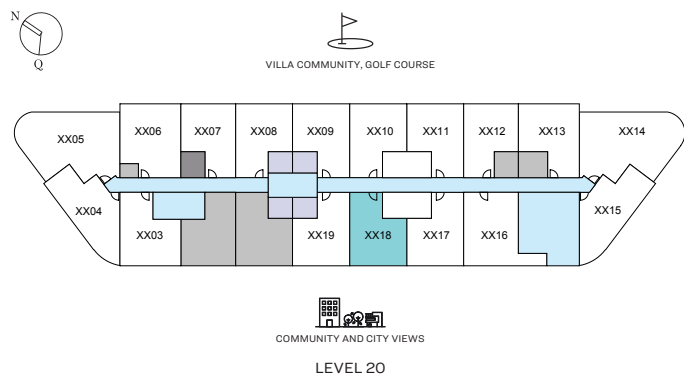 N
Q
VILLA COMMUNITY, GOLF COURSE
XX05 XX06 XX07 XX08 XX09 XX10 XX11 XX12 XX13 XX14
XX04 XX03 XX19 XX18 XX17 XX16 XX15
COMMUNITY AND CITY VIEWS
LEVEL 20